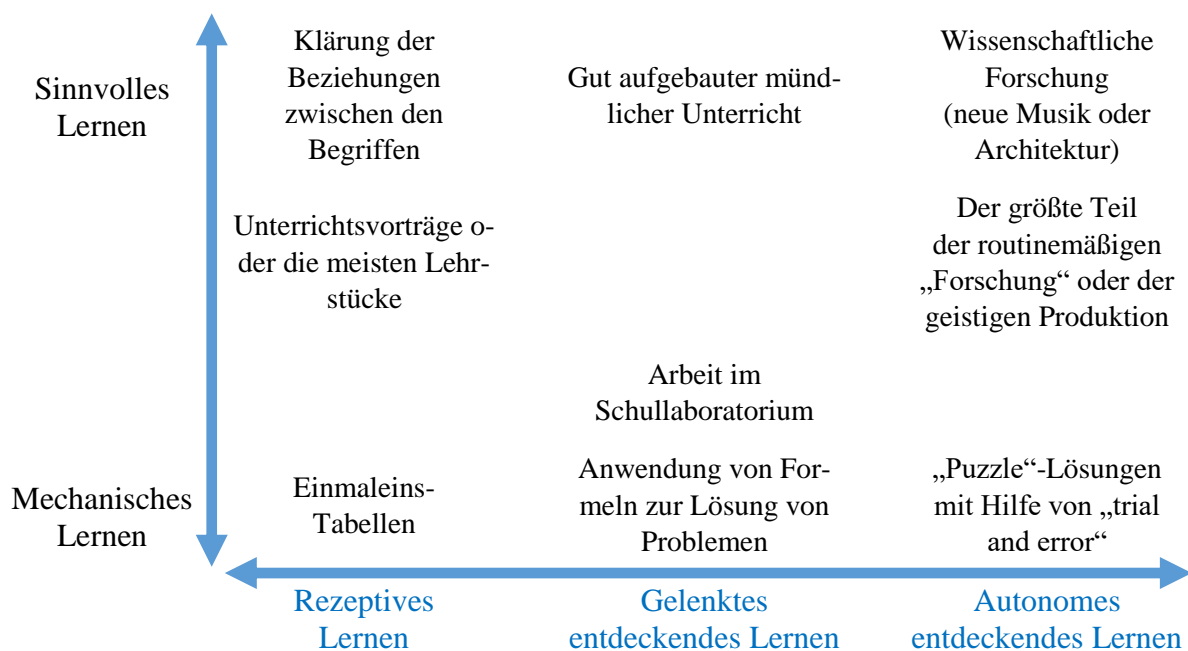 Sinnvolles
Lernen
Klärung der
Beziehungen
zwischen den
Begriffen
Gut aufgebauter münd-
licher Unterricht
Wissenschaftliche
Forschung
(neue Musik oder
Architektur)
Unterrichtsvorträge o-
der die meisten Lehr-
stücke
Der größte Teil
der routinemäßigen
„Forschung“ oder der
geistigen Produktion
Arbeit im
Schullaboratorium
Mechanisches
Lernen
Einmaleins-
Tabellen
Anwendung von For-
meln zur Lösung von
Problemen
„Puzzle“-Lösungen
mit Hilfe von „trial
and error“
Rezeptives
Lernen
Gelenktes
entdeckendes Lernen
Autonomes
entdeckendes Lernen